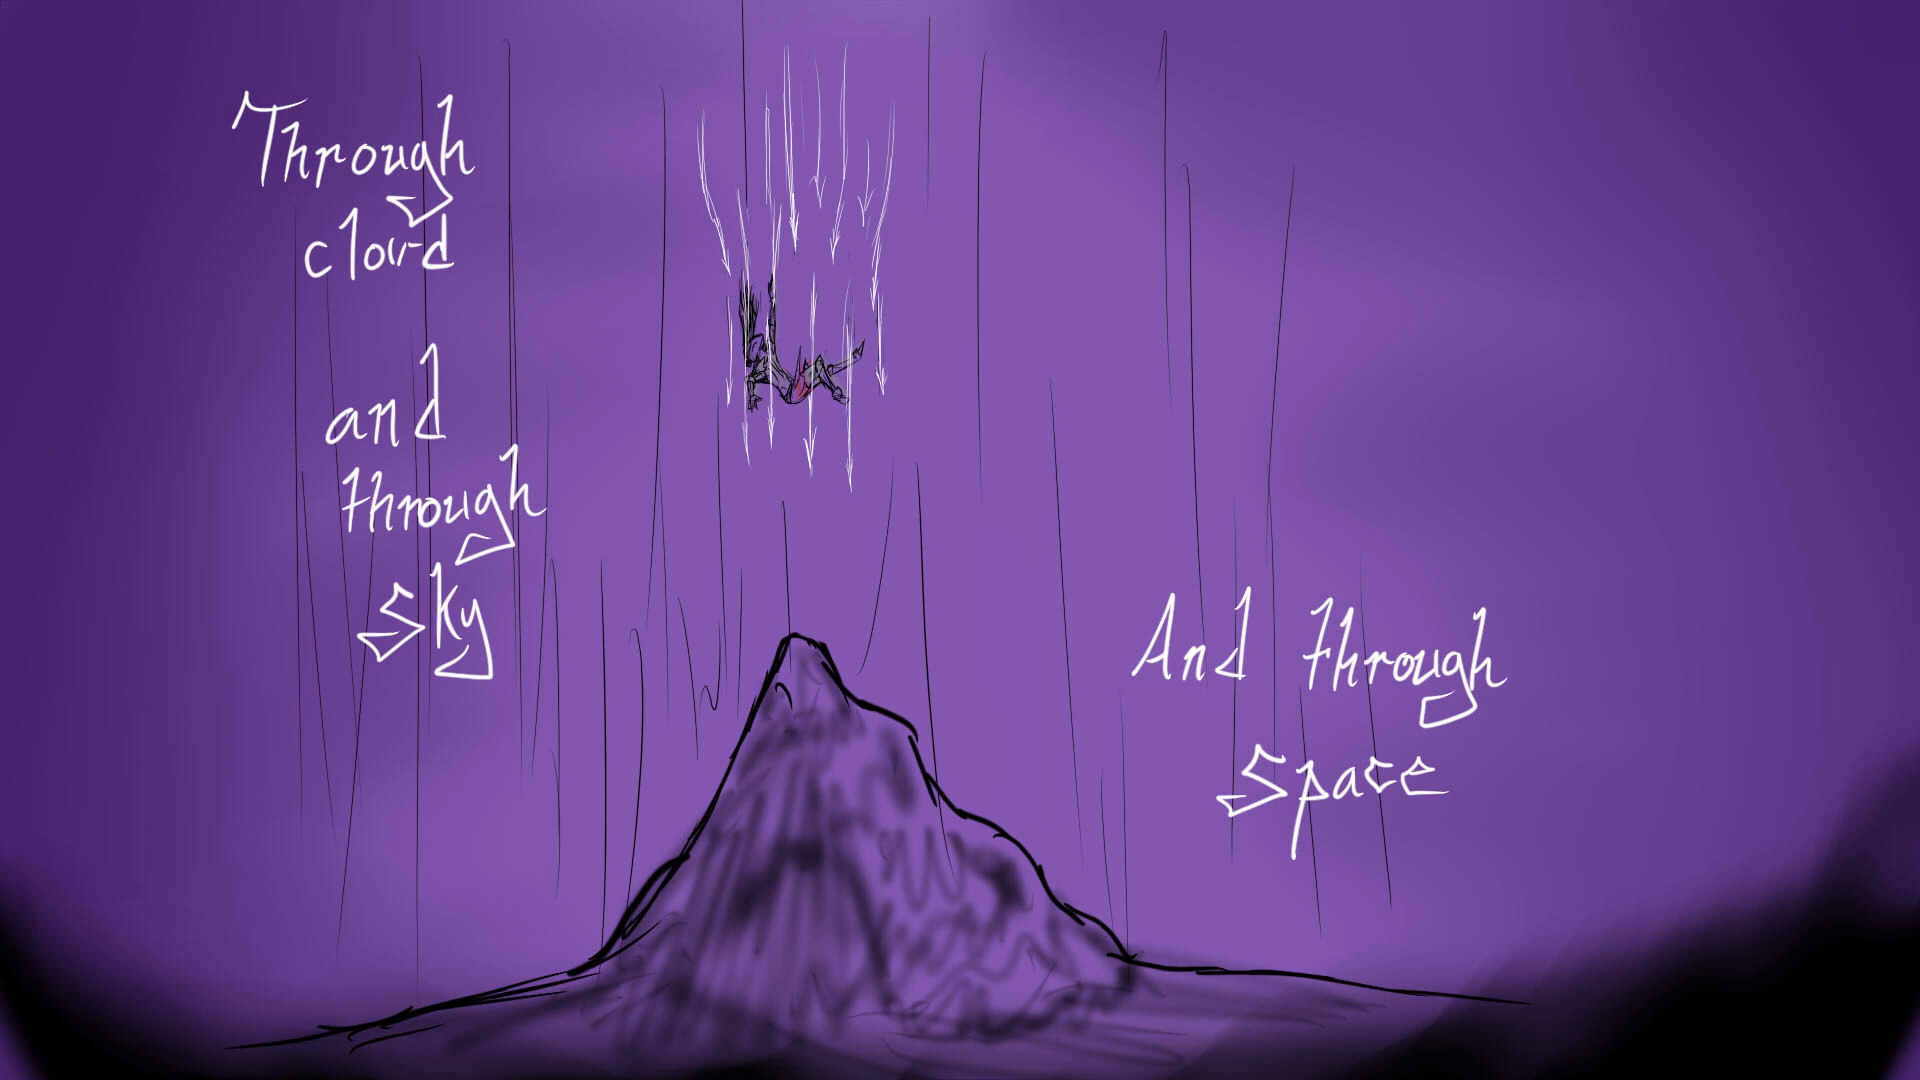 Through
cloud
and
through
Sky
And through
Space